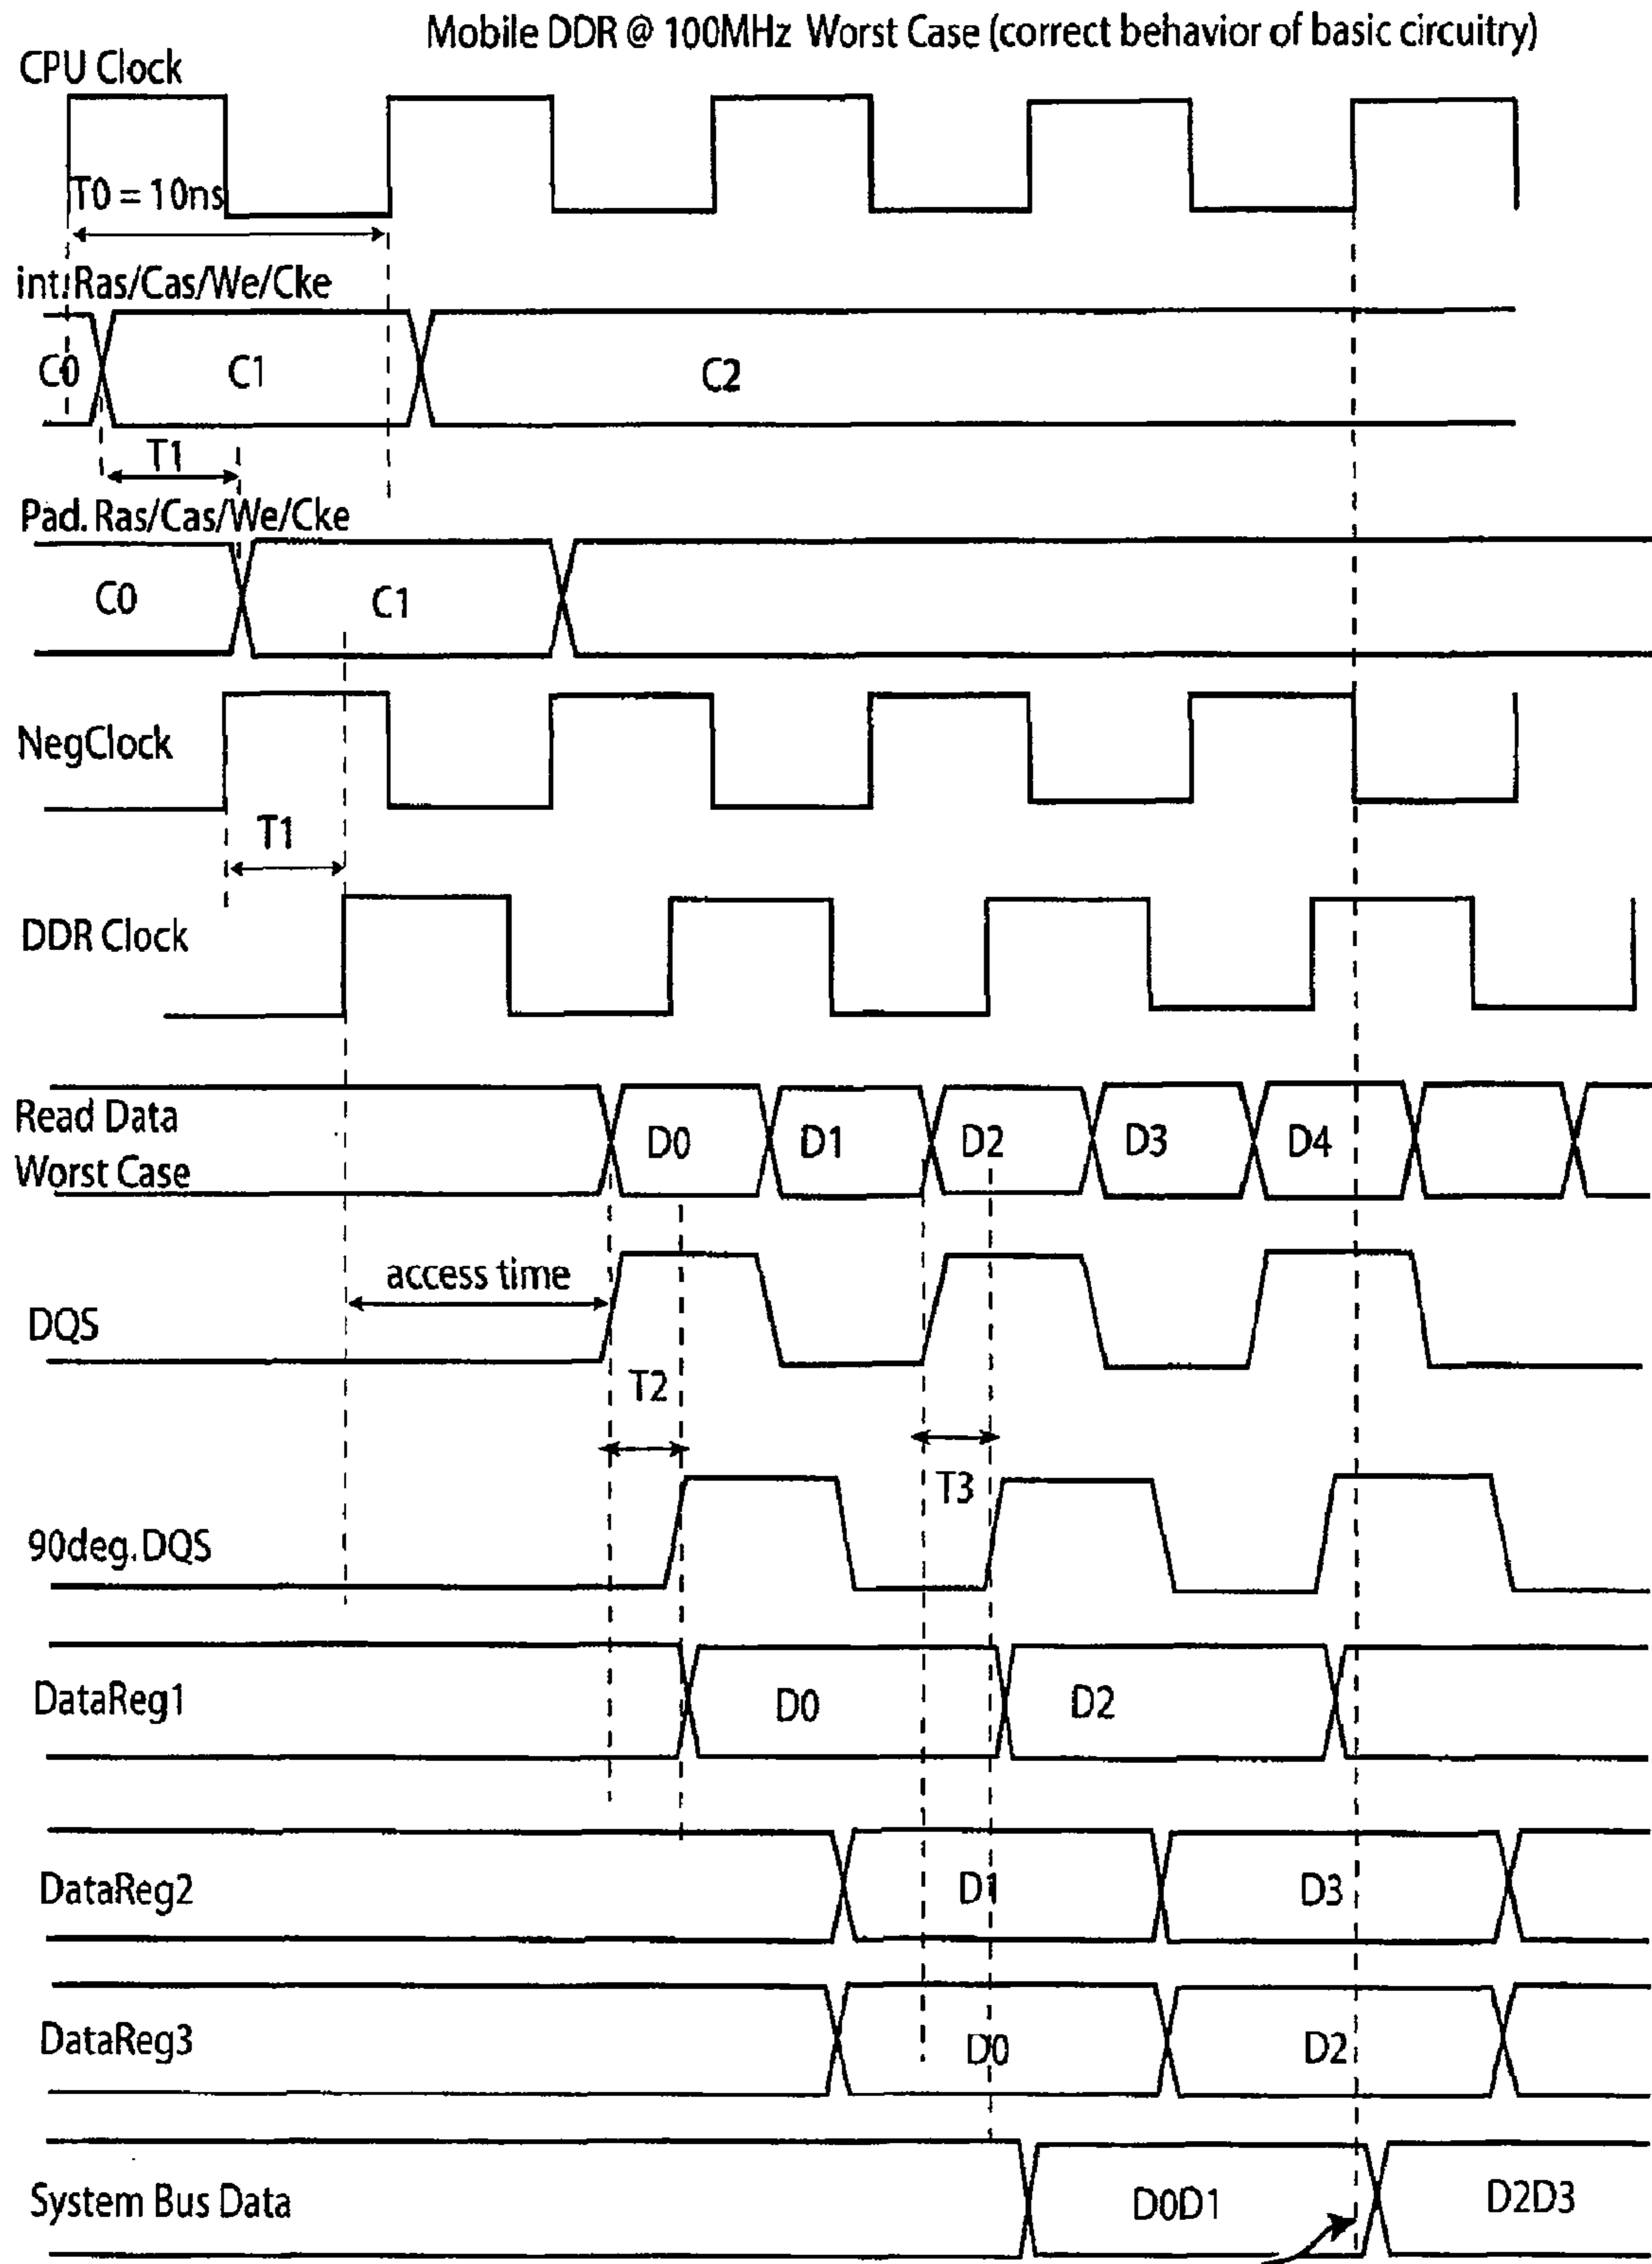 Mobile DDR @ 100MHz Worst Case (correct behavior of basic circuitry)
CPU Clock
T0 = 10ns
int. Ras/Cas/We/Cke
C0 C1 C2
T1
Pad. Ras/Cas/We/Cke
C0 C1
NegClock
T1
DDR Clock
Read Data
Worst Case
D0 D1 D2 D3 D4
access time
DQS
T2
T3
90deg. DQS
DataReg1
D0 D2
DataReg2
D1 D3
DataReg3
D0 D2
System Bus Data
D0D1 D2D3